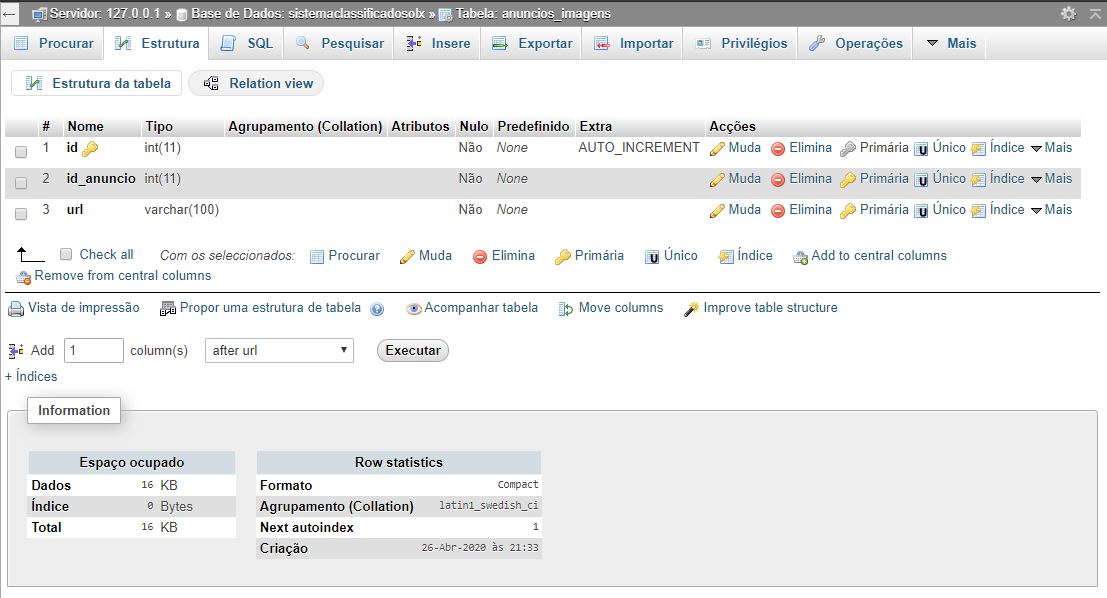 Servidor: 127.0.0.1 » Base de Dados: sistemaclassificadosolx » Tabela: anuncios_imagens
Procurar Estrutura SQL Pesquisar Insere Exportar Importar Privilégios Operações Mais
Estrutura da tabela Relation view
# Nome Tipo Agrupamento (Collation) Atributos Nulo Predefinido Extra Acções
1 id int(11) Não None AUTO_INCREMENT Muda Elimina Primária Único Índice Mais
2 id_anuncio int(11) Não None Muda Elimina Primária Único Índice Mais
3 url varchar(100) Não None Muda Elimina Primária Único Índice Mais
Check all Com os seleccionados: Procurar Muda Elimina Primária Único Índice Add to central columns
Remove from central columns
Vista de impressão Propor uma estrutura de tabela Acompanhar tabela Move columns Improve table structure
Add 1 column(s) after url Executar
+ Índices
Information
Espaço ocupado
Dados 16 KB
Índice 0 Bytes
Total 16 KB
Row statistics
Formato Compact
Agrupamento (Collation) latin1_swedish_ci
Next autoindex 1
Criação 26-Abr-2020 às 21:33